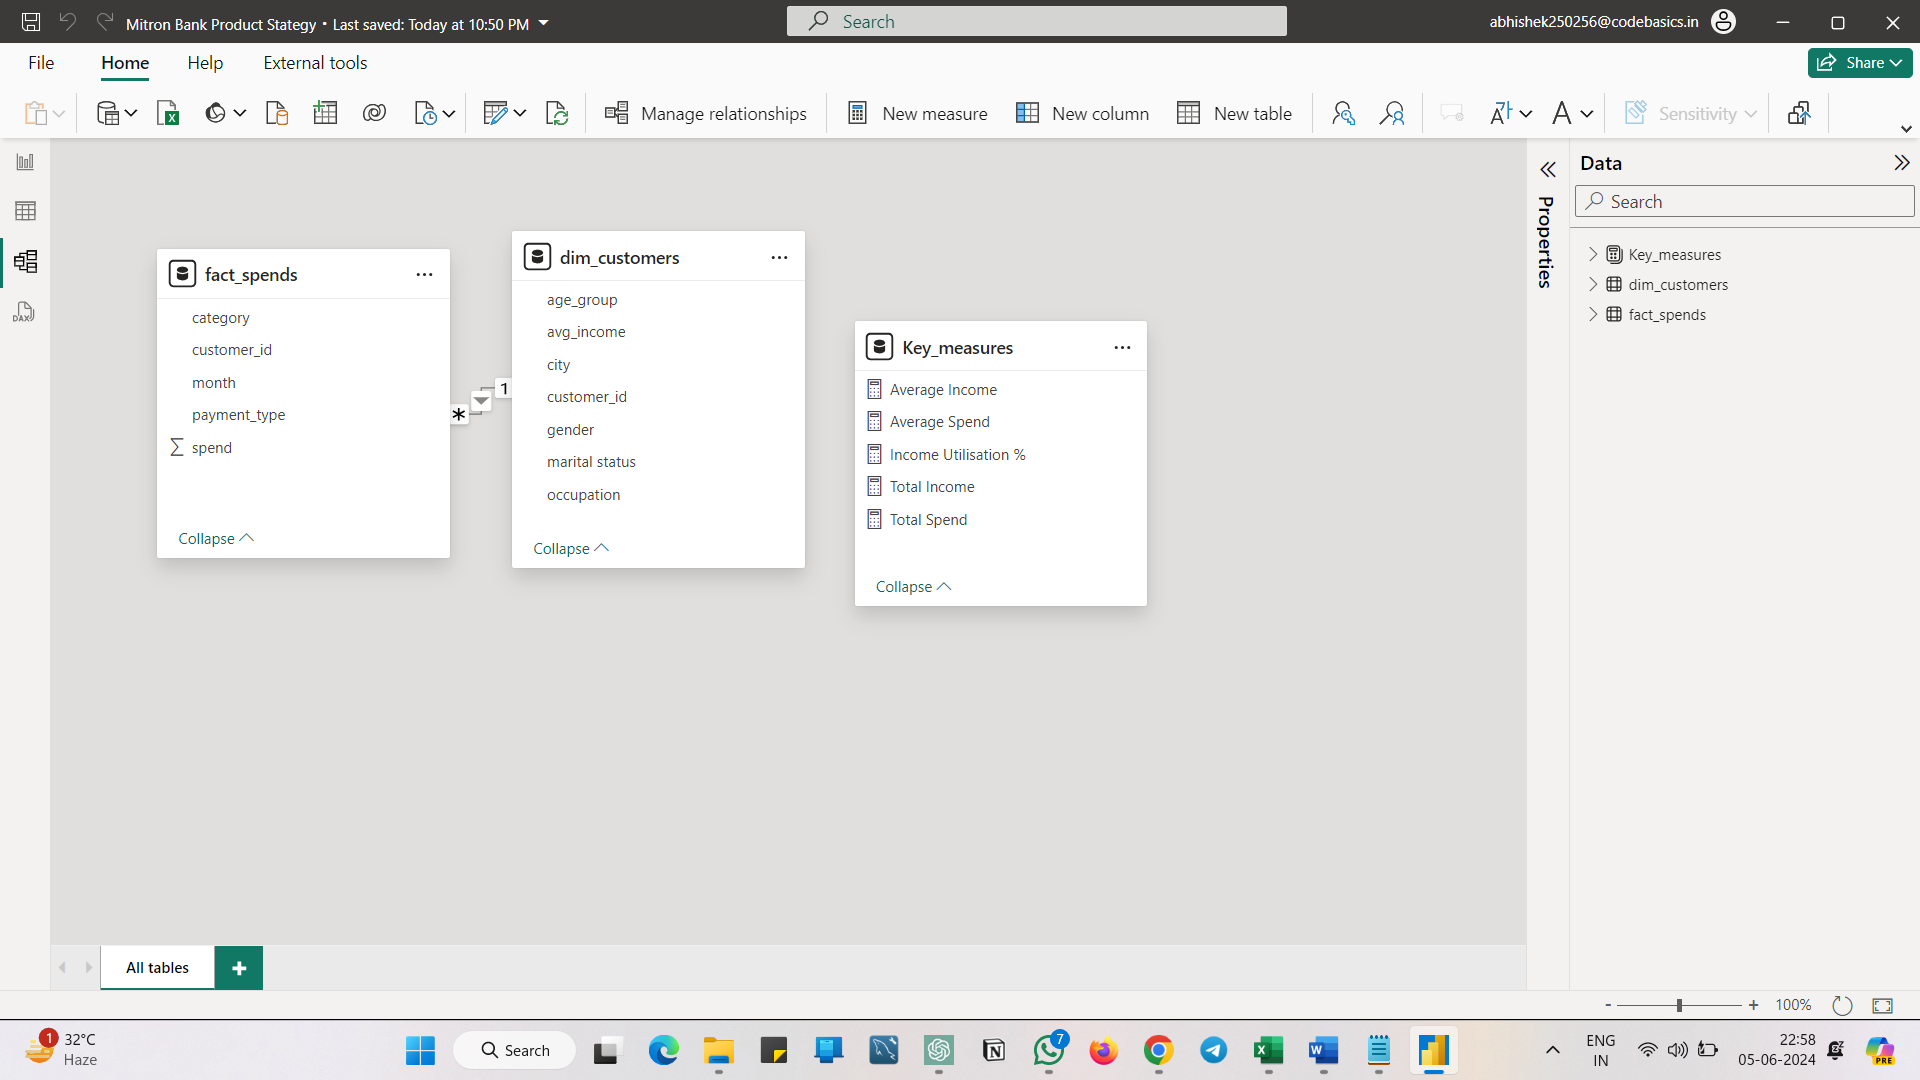 Mitron Bank Product Stategy • Last saved: Today at 10:50 PM
Search
abhishek250256@codebasics.in
File
Home
Help
External tools
Share
Manage relationships
New measure
New column
New table
Sensitivity
fact_spends
category
customer_id
month
payment_type
spend
Collapse
* 1
dim_customers
age_group
avg_income
city
customer_id
gender
marital status
occupation
Collapse
Key_measures
Average Income
Average Spend
Income Utilisation %
Total Income
Total Spend
Collapse
Properties
Data
Search
Key_measures
dim_customers
fact_spends
DAX
All tables
+
- + 100%
1
32°C
Haze
Search
7
ENG
IN
22:58
05-06-2024
PRE